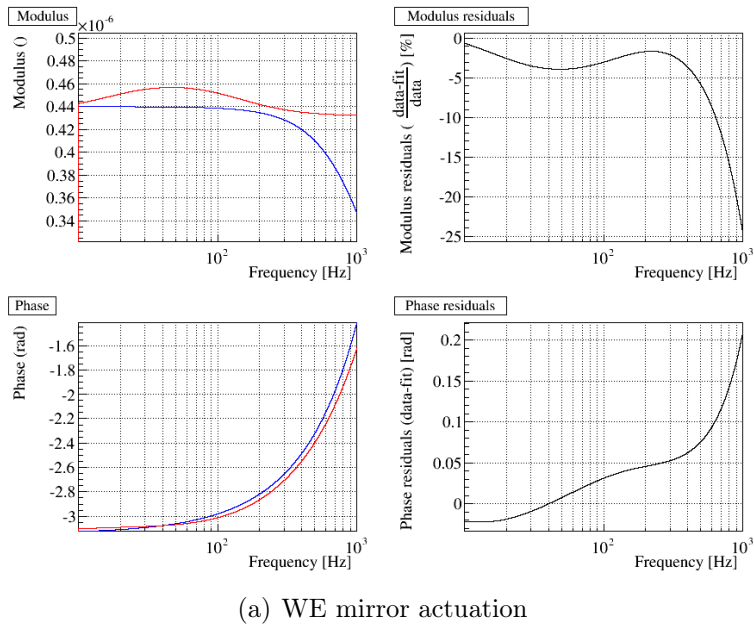 Modulus
×10⁻⁶
Modulus ()
0.5
0.48
0.46
0.44
0.42
0.4
0.38
0.36
0.34
10²
10³
Frequency [Hz]
Modulus residuals
Modulus residuals (data-fit/data) [%]
0
-5
-10
-15
-20
-25
10²
10³
Frequency [Hz]
Phase
Phase (rad)
-1.6
-1.8
-2
-2.2
-2.4
-2.6
-2.8
-3
10²
10³
Frequency [Hz]
Phase residuals
Phase residuals (data-fit) [rad]
0.2
0.15
0.1
0.05
0
10²
10³
Frequency [Hz]
(a) WE mirror actuation